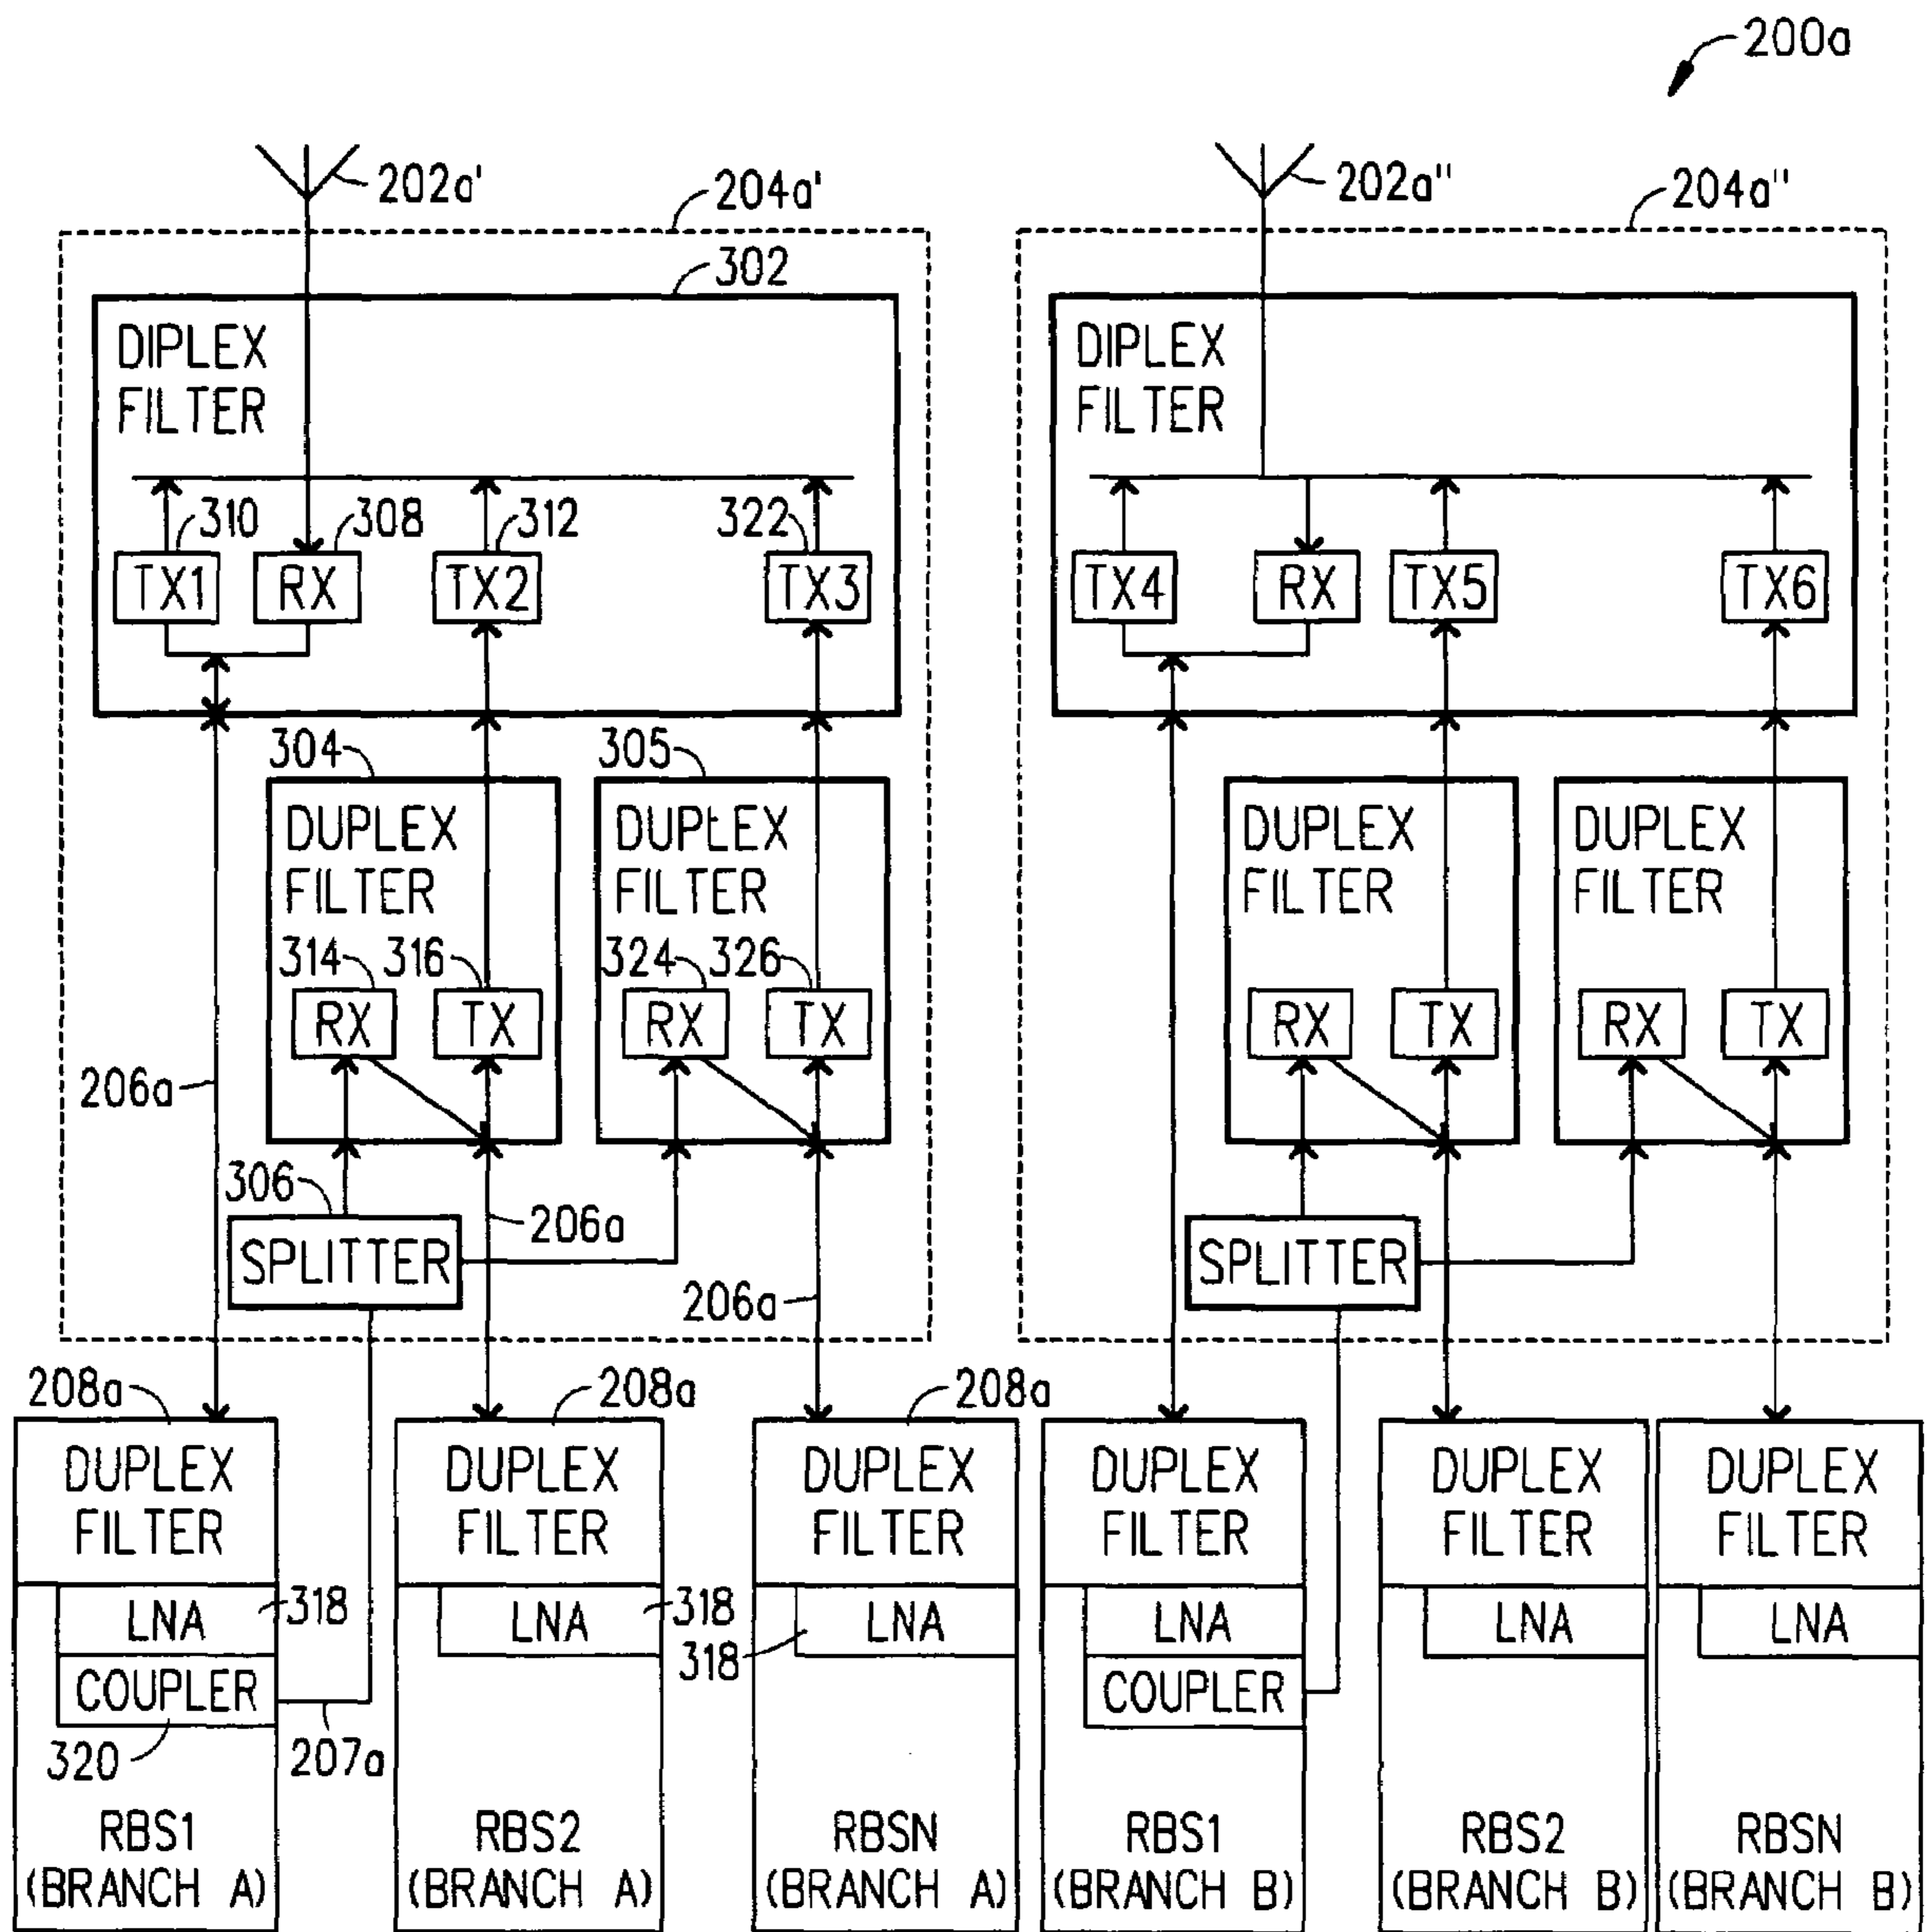 200a
202a'
204a'
202a"
204a"
302
DIPLEX
FILTER
DIPLEX
FILTER
310
308
312
322
TX1
RX
TX2
TX3
TX4
RX
TX5
TX6
304
305
DUPLEX
FILTER
DUPLEX
FILTER
DUPLEX
FILTER
DUPLEX
FILTER
314
316
324
326
RX
TX
RX
TX
RX
TX
RX
TX
206a
306
206a
SPLITTER
SPLITTER
206a
208a
208a
208a
DUPLEX
FILTER
DUPLEX
FILTER
DUPLEX
FILTER
DUPLEX
FILTER
DUPLEX
FILTER
DUPLEX
FILTER
LNA
318
LNA
318
318
LNA
LNA
LNA
LNA
COUPLER
COUPLER
320
207a
RBS1
(BRANCH A)
RBS2
(BRANCH A)
RBSN
(BRANCH A)
RBS1
(BRANCH B)
RBS2
(BRANCH B)
RBSN
(BRANCH B)